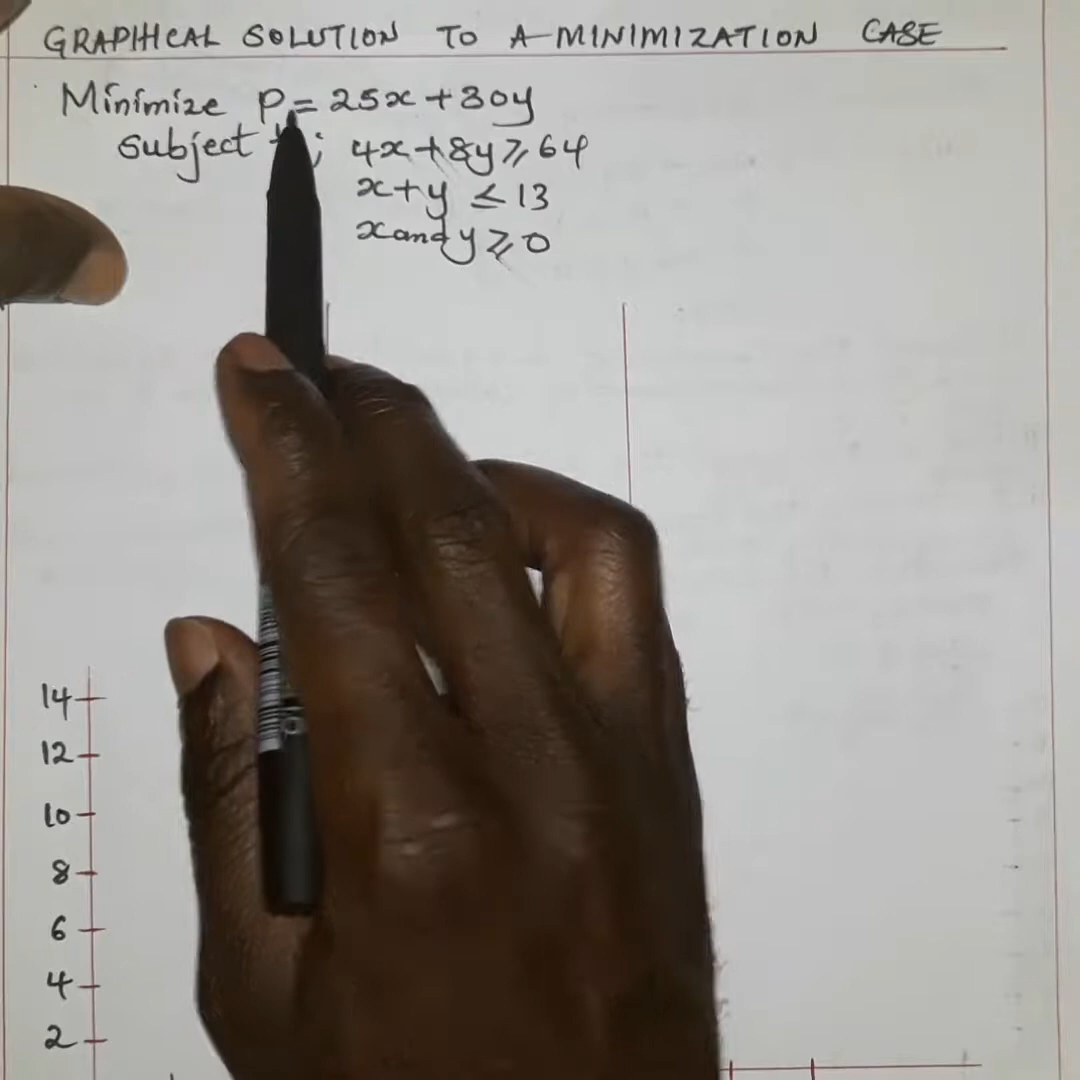 GRAPHICAL SOLUTION TO A MINIMIZATION CASE
Minimize P = 25x + 30y
Subject ; 4x + 8y ≥ 64
x + y ≤ 13
x and y ≥ 0
14
12
10
8
6
4
2